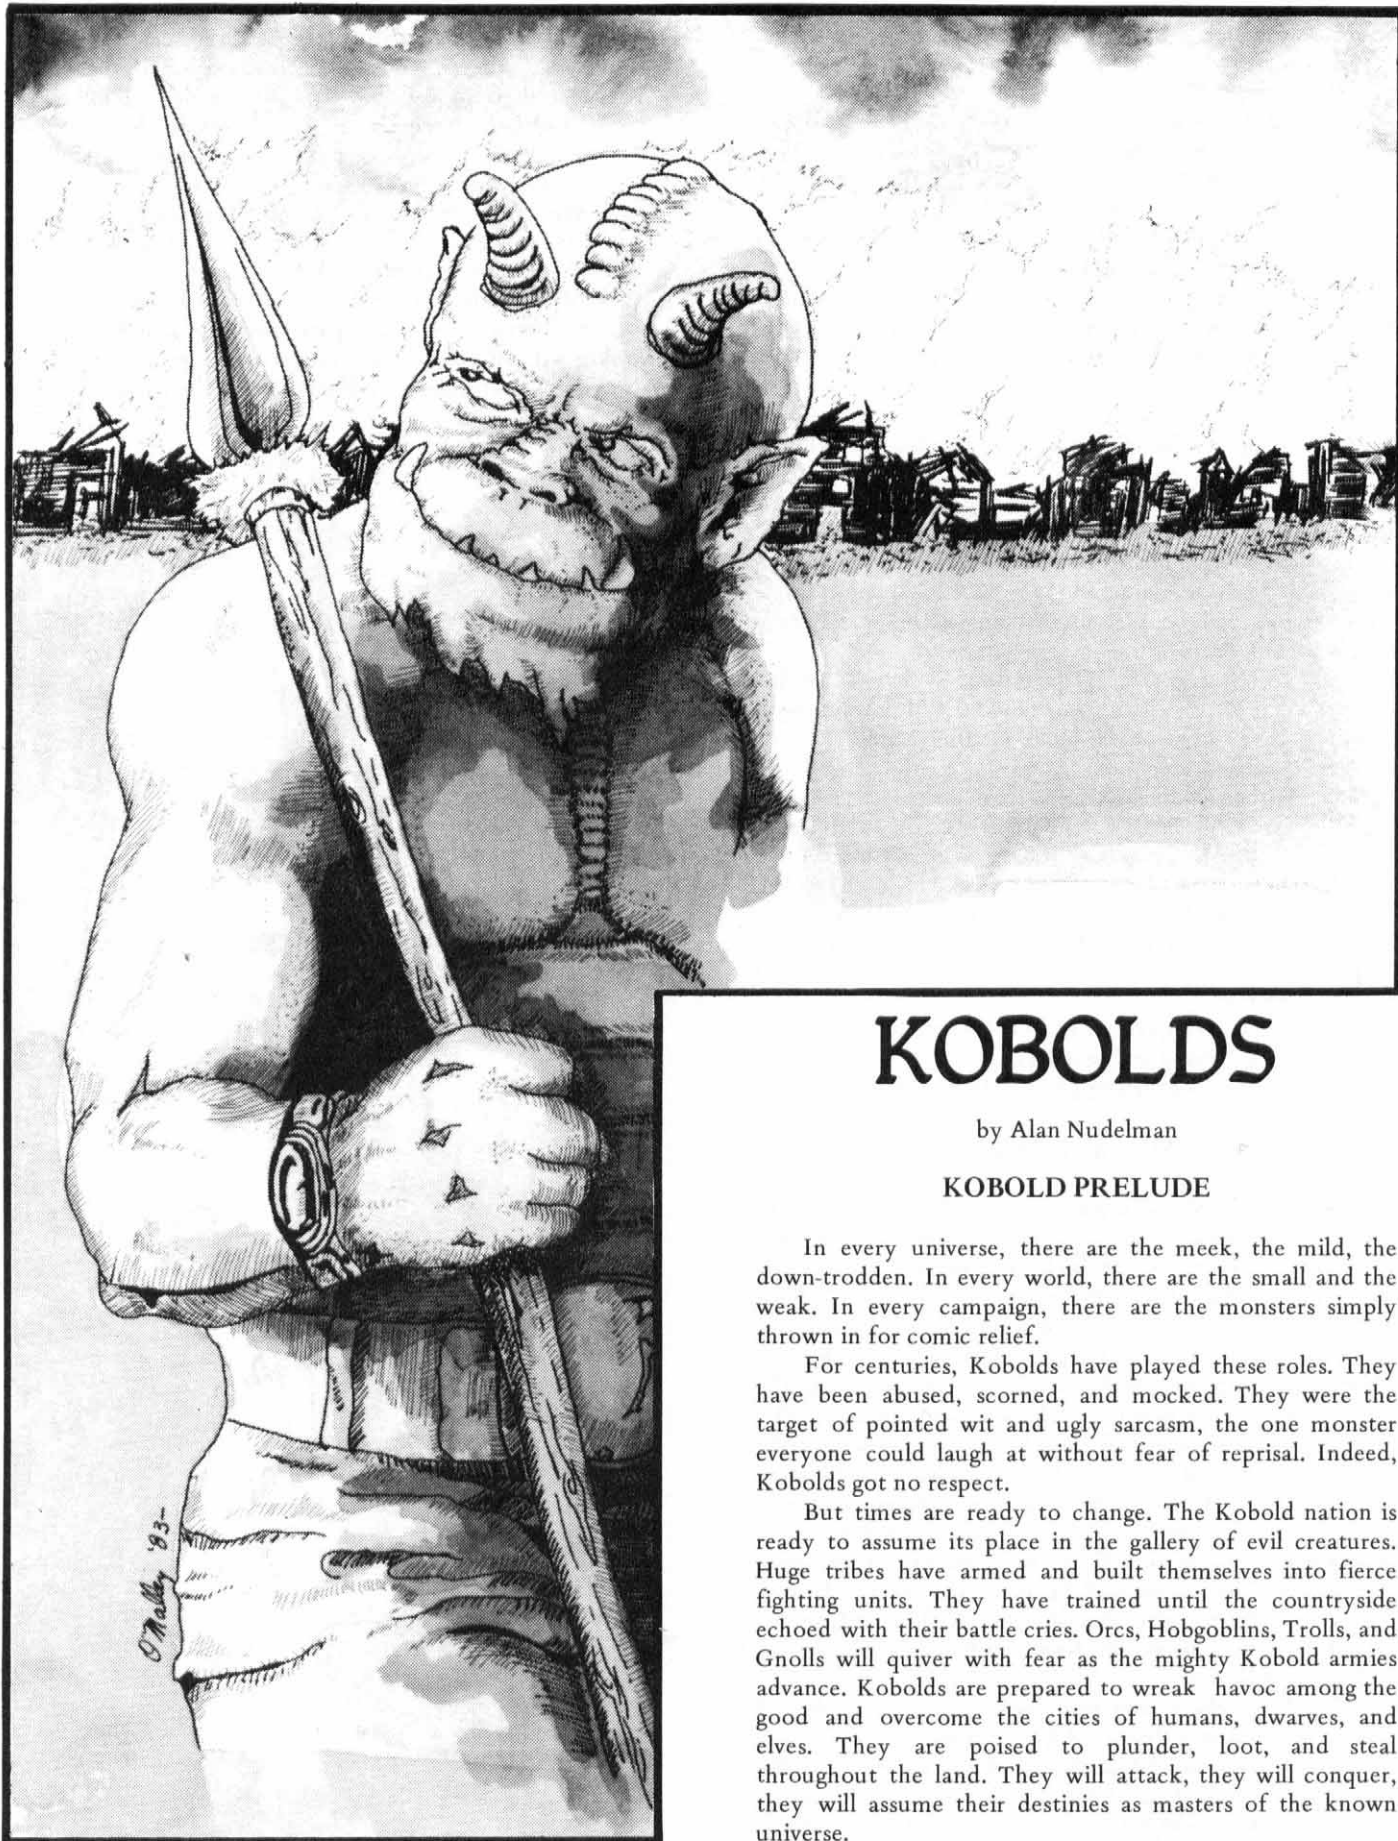 O'Malley '83-
KOBOLDS
by Alan Nudelman
KOBOLD PRELUDE
In every universe, there are the meek, the mild, the
down-trodden. In every world, there are the small and the
weak. In every campaign, there are the monsters simply
thrown in for comic relief.
For centuries, Kobolds have played these roles. They
have been abused, scorned, and mocked. They were the
target of pointed wit and ugly sarcasm, the one monster
everyone could laugh at without fear of reprisal. Indeed,
Kobolds got no respect.
But times are ready to change. The Kobold nation is
ready to assume its place in the gallery of evil creatures.
Huge tribes have armed and built themselves into fierce
fighting units. They have trained until the countryside
echoed with their battle cries. Orcs, Hobgoblins, Trolls, and
Gnolls will quiver with fear as the mighty Kobold armies
advance. Kobolds are prepared to wreak havoc among the
good and overcome the cities of humans, dwarves, and
elves. They are poised to plunder, loot, and steal
throughout the land. They will attack, they will conquer,
they will assume their destinies as masters of the known
universe.